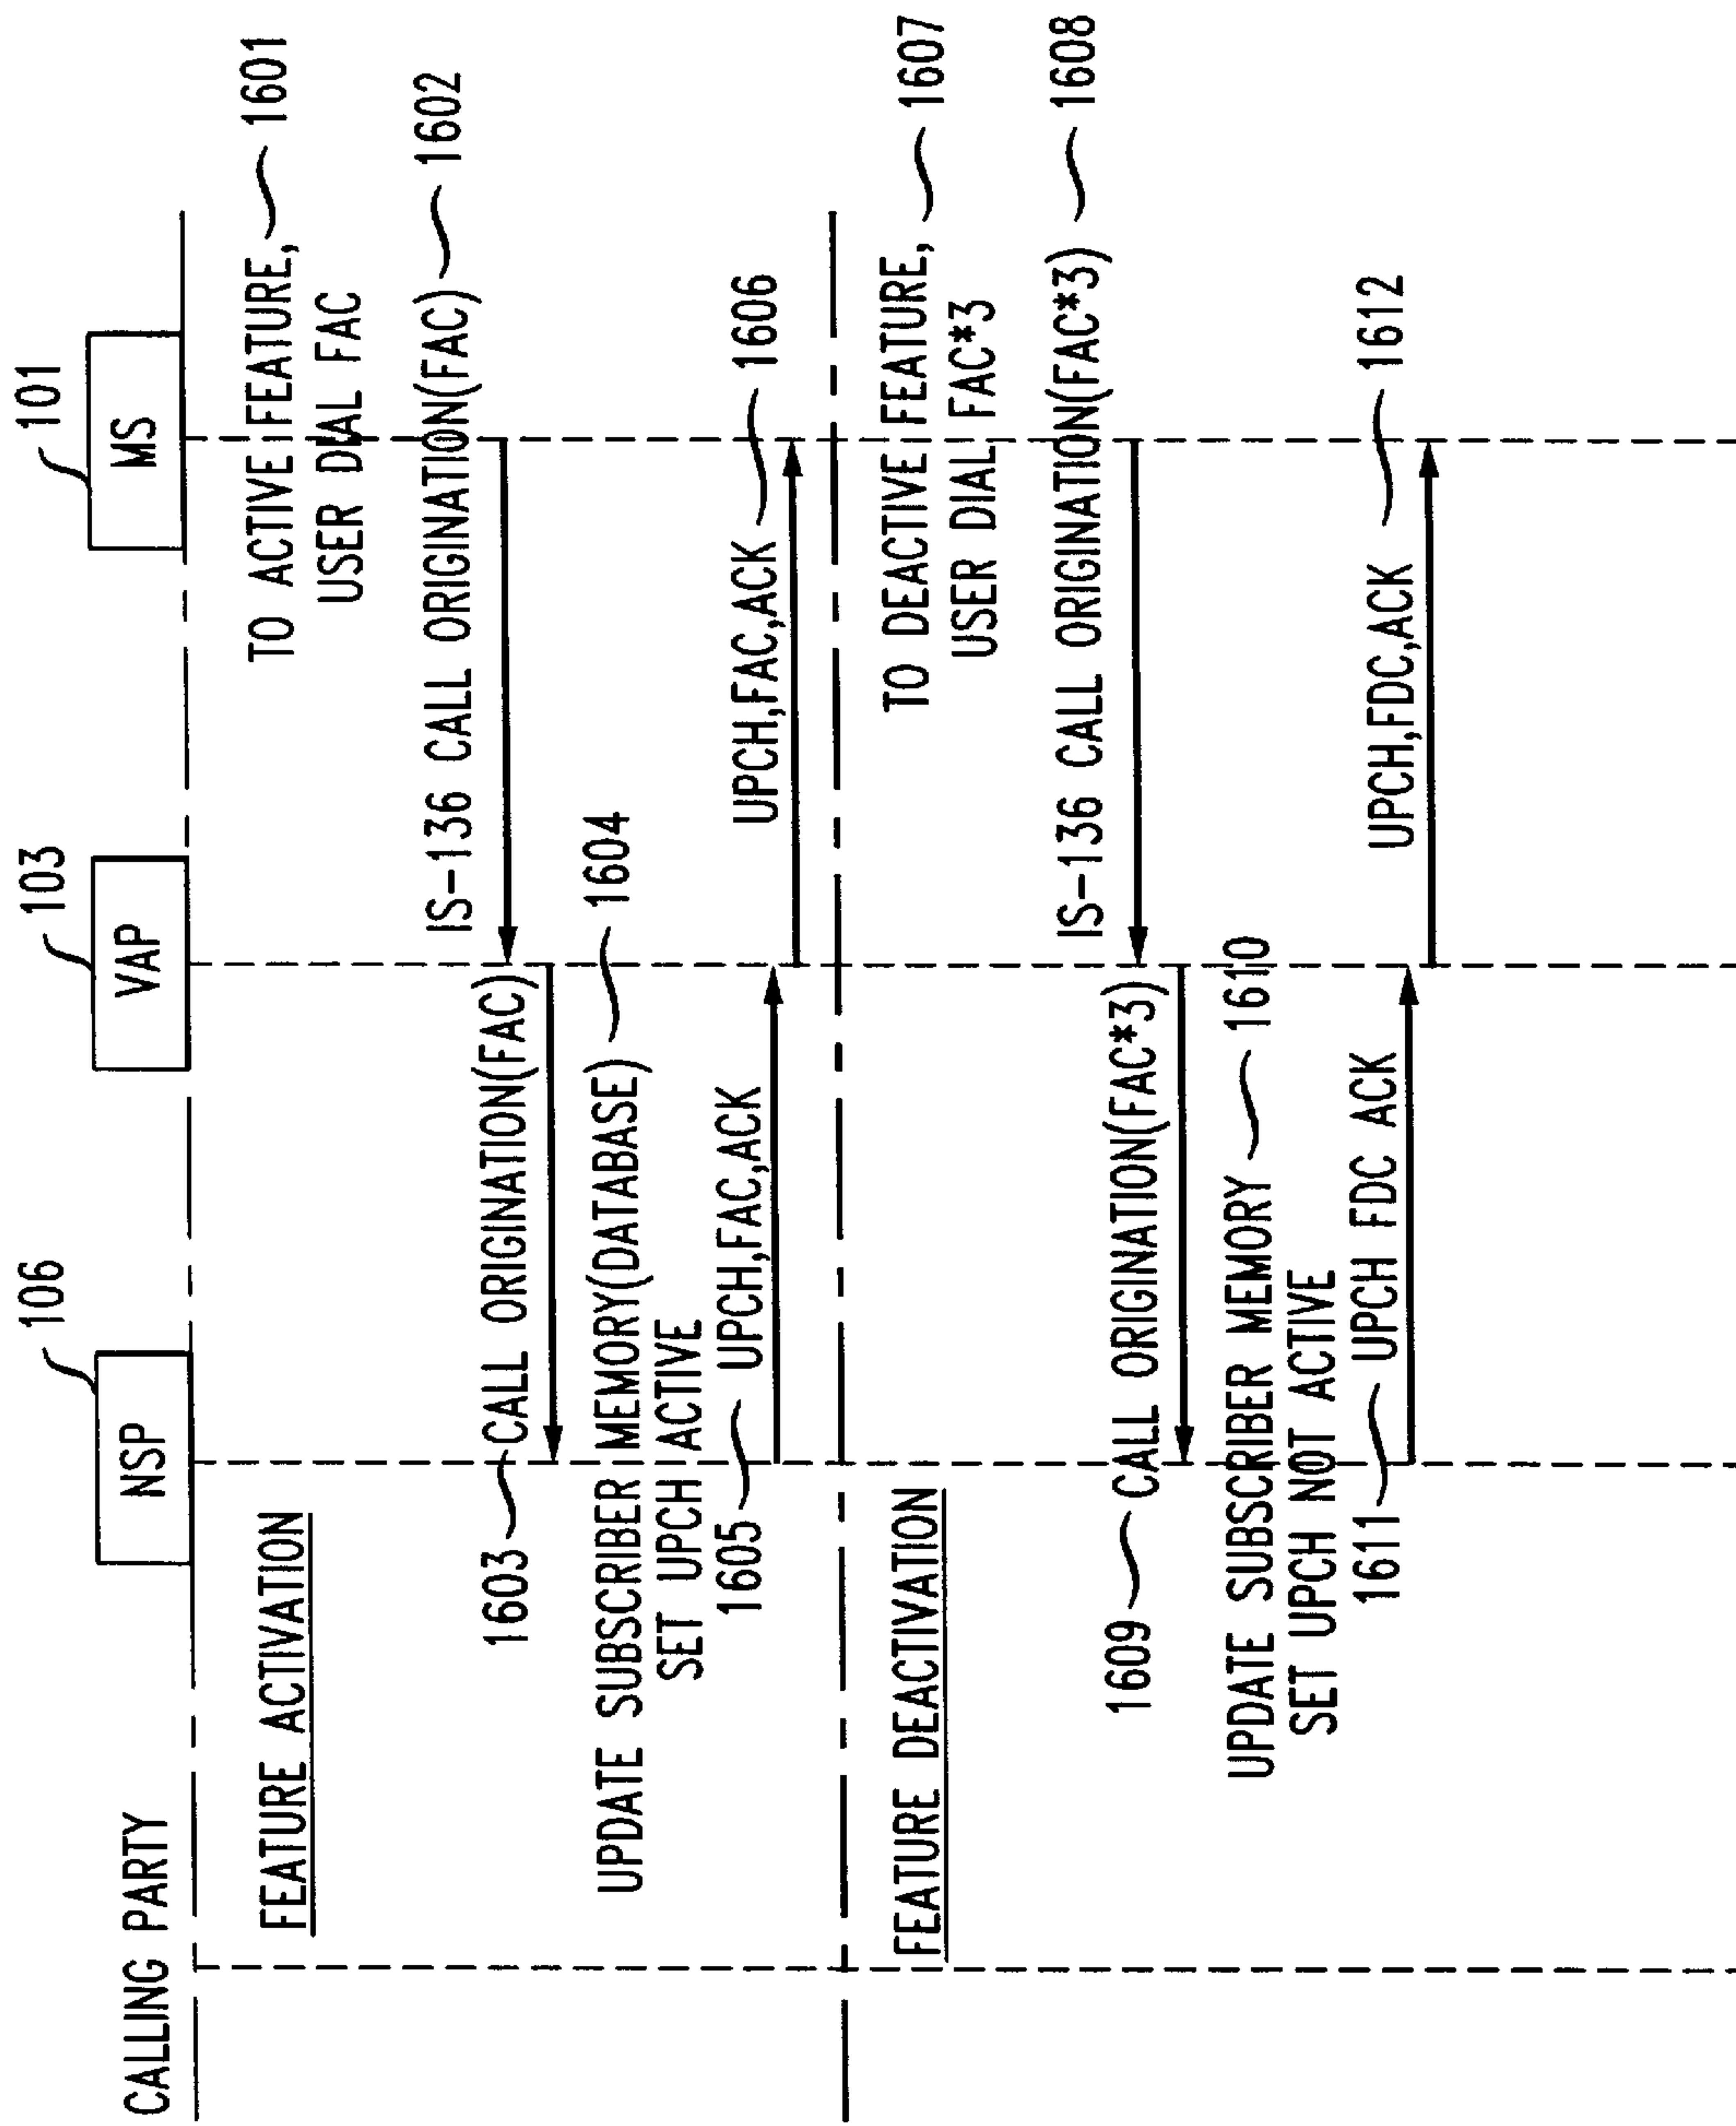 CALLING PARTY
106
NSP
103
VAP
101
MS
FEATURE ACTIVATION
TO ACTIVE FEATURE,
USER DIAL FAC
1601
IS-136 CALL ORIGINATION(FAC)
1602
1603
CALL ORIGINATION(FAC)
UPDATE SUBSCRIBER MEMORY(DATABASE)
SET UPCH ACTIVE
1604
1605
UPCH,FAC,ACK
UPCH,FAC,ACK
1606
FEATURE DEACTIVATION
TO DEACTIVE FEATURE,
USER DIAL FAC*3
1607
IS-136 CALL ORIGINATION(FAC*3)
1608
1609
CALL ORIGINATION(FAC*3)
UPDATE SUBSCRIBER MEMORY
SET UPCH NOT ACTIVE
1610
1611
UPCH FDC ACK
UPCH,FDC,ACK
1612